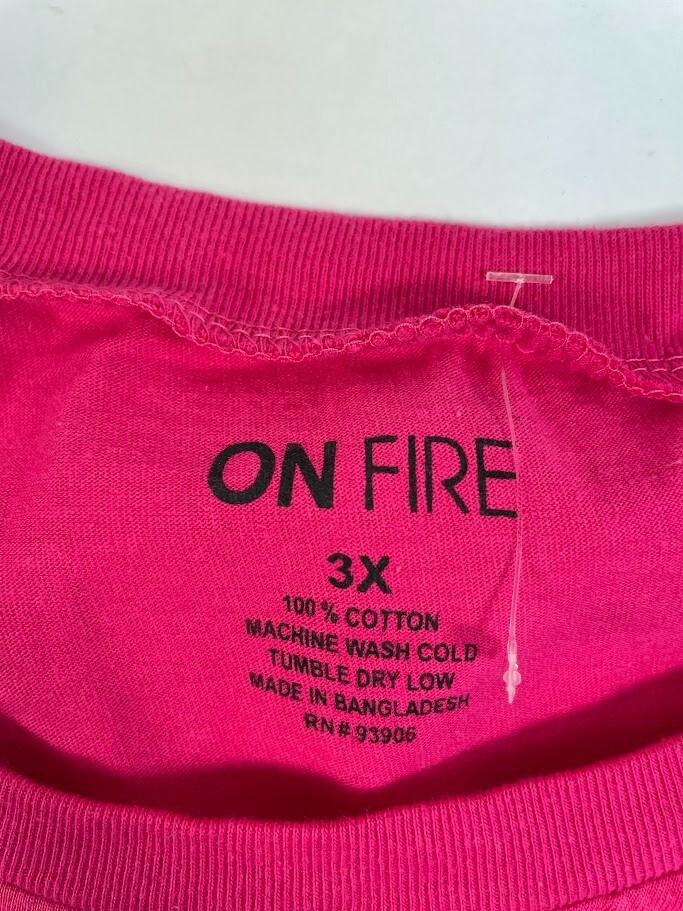 ON FIRE
3X
100% COTTON
MACHINE WASH COLD
TUMBLE DRY LOW
MADE IN BANGLADESH
RN# 93906